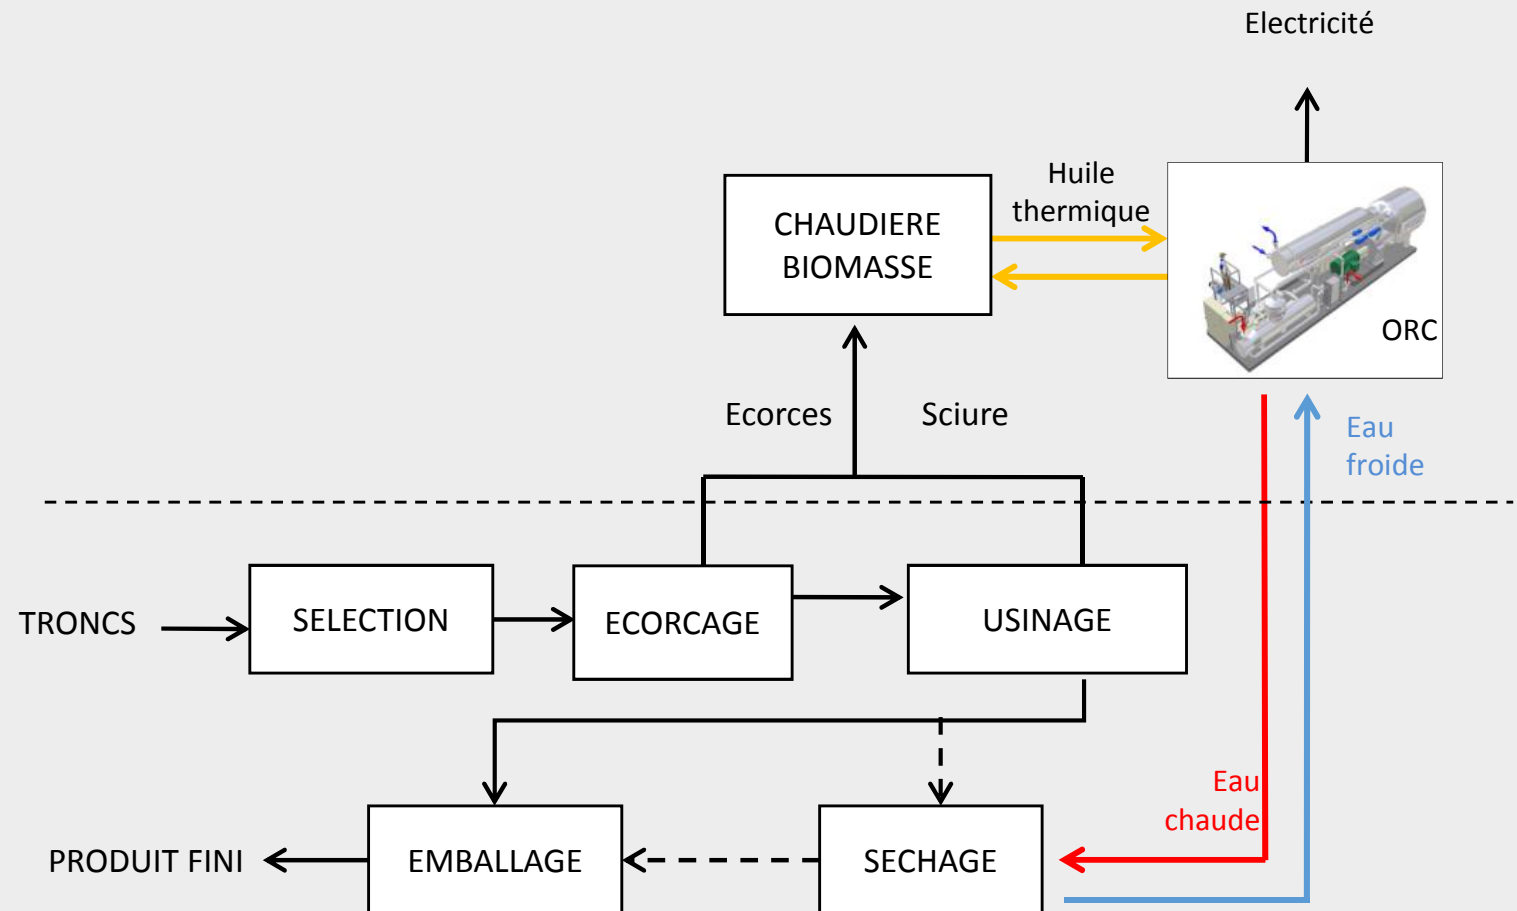 Electricité
Huile
thermique
CHAUDIERE
BIOMASSE
ORC
Ecorces
Sciure
Eau
froide
TRONCS
SELECTION
ECORCAGE
USINAGE
Eau
chaude
PRODUIT FINI
EMBALLAGE
SECHAGE